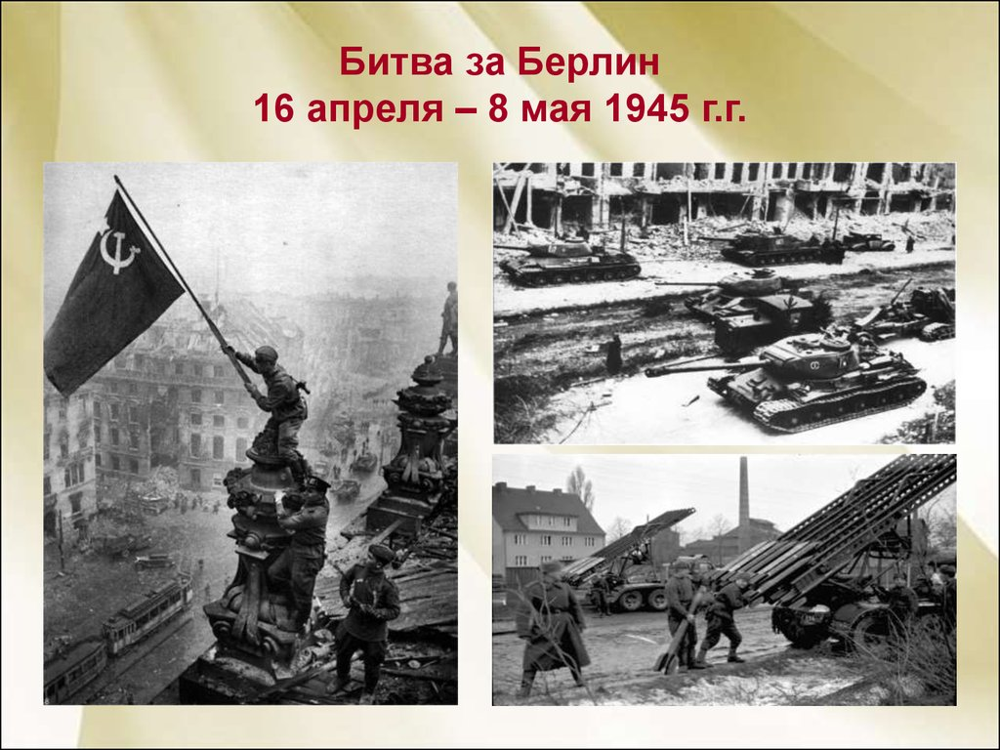 Битва за Берлин
16 апреля – 8 мая 1945 г.г.